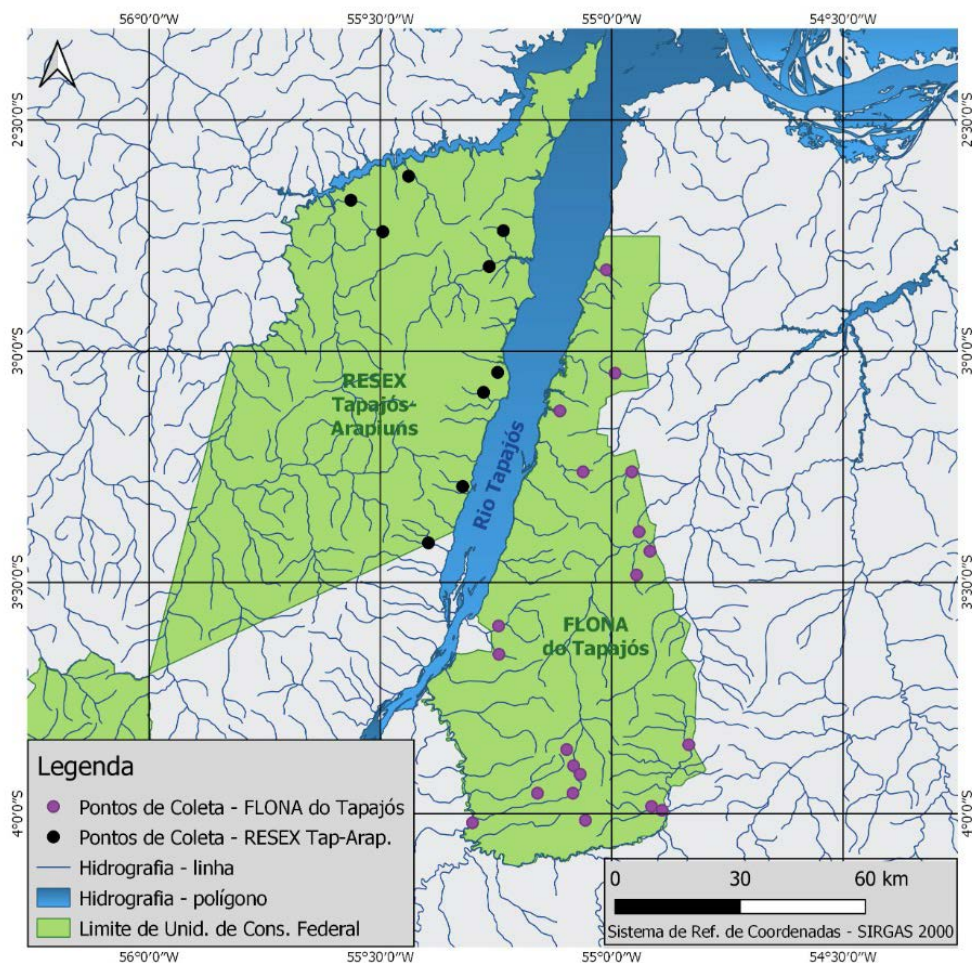 56°0'0"W 55°30'0"W 55°0'0"W 54°30'0"W
2°30'0"S 2°30'0"S
3°0'0"S 3°0'0"S
RESEX
Tapajós-
Arapiuns
Rio Tapajós
3°30'0"S 3°30'0"S
FLONA
do Tapajós
4°0'0"S 4°0'0"S
Legenda
Pontos de Coleta - FLONA do Tapajós
Pontos de Coleta - RESEX Tap-Arap.
Hidrografia - linha
Hidrografia - polígono
Limite de Unid. de Cons. Federal
0 30 60 km
Sistema de Ref. de Coordenadas - SIRGAS 2000
56°0'0"W 55°30'0"W 55°0'0"W 54°30'0"W